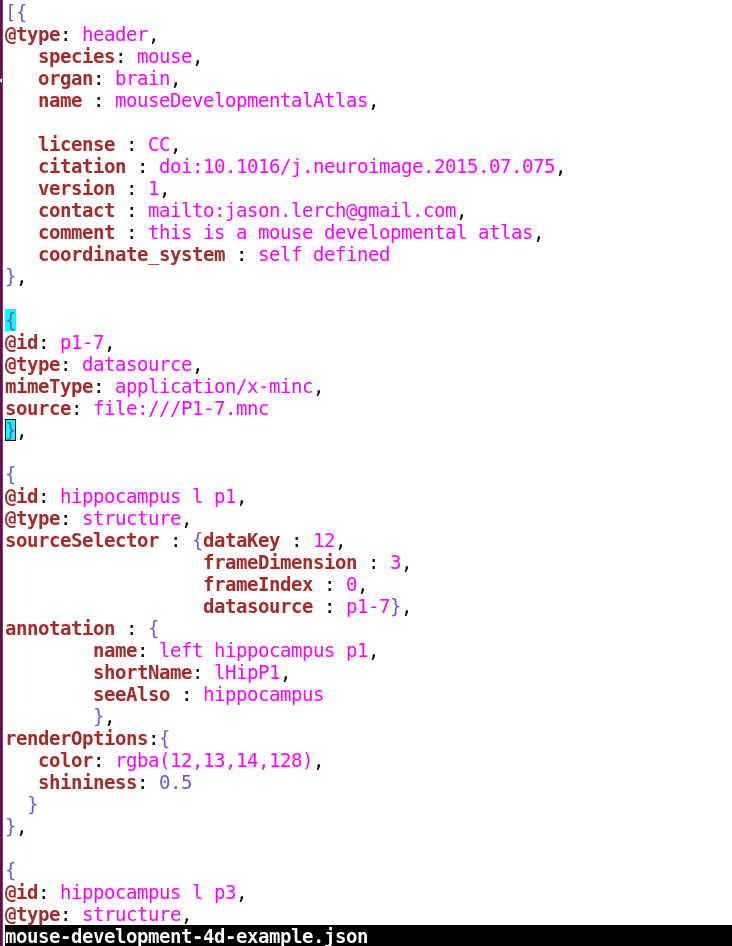 [{
@type: header,
   species: mouse,
   organ: brain,
   name : mouseDevelopmentalAtlas,

   license : CC,
   citation : doi:10.1016/j.neuroimage.2015.07.075,
   version : 1,
   contact : mailto:jason.lerch@gmail.com,
   comment : this is a mouse developmental atlas,
   coordinate_system : self defined
},

{
@id: p1-7,
@type: datasource,
mimeType: application/x-minc,
source: file:///P1-7.mnc
},

{
@id: hippocampus l p1,
@type: structure,
sourceSelector : {dataKey : 12,
                  frameDimension : 3,
                  frameIndex : 0,
                  datasource : p1-7},
annotation : {
        name: left hippocampus p1,
        shortName: lHipP1,
        seeAlso : hippocampus
        },
renderOptions:{
   color: rgba(12,13,14,128),
   shininess: 0.5
  }
},

{
@id: hippocampus l p3,
@type: structure,
mouse-development-4d-example.json